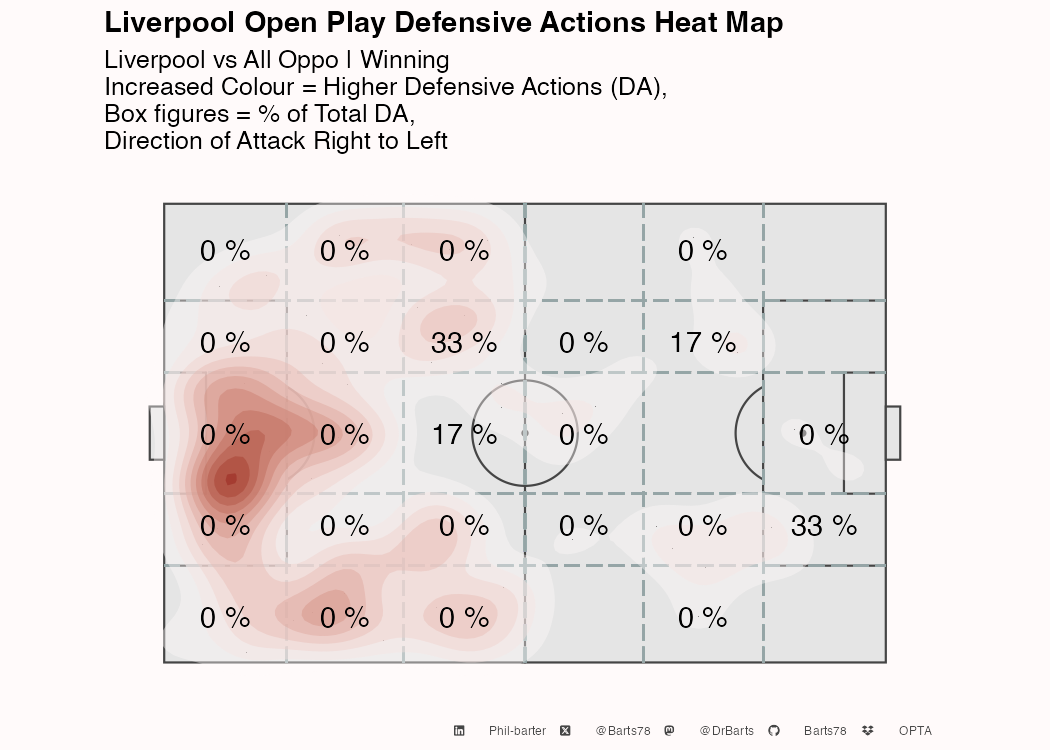 Liverpool Open Play Defensive Actions Heat Map
Liverpool vs All Oppo | Winning
Increased Colour = Higher Defensive Actions (DA),
Box figures = % of Total DA,
Direction of Attack Right to Left
0 % 0 % 0 % 0 %
0 % 0 % 33 % 0 % 17 %
0 % 0 % 17 % 0 % 0 %
0 % 0 % 0 % 0 % 0 % 33 %
0 % 0 % 0 % 0 %
Phil-barter @Barts78 @DrBarts Barts78 OPTA